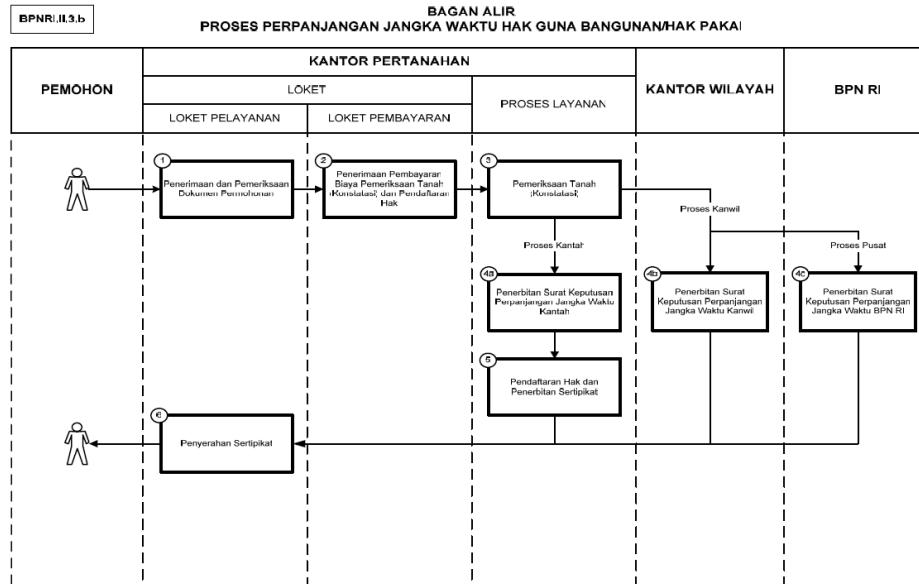 BPNRI.II.3.b
BAGAN ALIR
PROSES PERPANJANGAN JANGKA WAKTU HAK GUNA BANGUNAN/HAK PAKAI
PEMOHON
KANTOR PERTANAHAN
LOKET
LOKET PELAYANAN
LOKET PEMBAYARAN
PROSES LAYANAN
KANTOR WILAYAH
BPN RI
1
Penerimaan dan Pemeriksaan
Dokumen Permohonan
2
Penerimaan Pembayaran
Biaya Pemeriksaan Tanah
(Konstatasi) dan Pendaftaran
Hak
3
Pemeriksaan Tanah
(Konstatasi)
Proses Kanwil
Proses Kantah
Proses Pusat
4a
Penerbitan Surat Keputusan
Perpanjangan Jangka Waktu
Kantah
4b
Penerbitan Surat
Keputusan Perpanjangan
Jangka Waktu Kanwil
4c
Penerbitan Surat
Keputusan Perpanjangan
Jangka Waktu BPN RI
5
Pendaftaran Hak dan
Penerbitan Sertipikat
6
Penyerahan Sertipikat